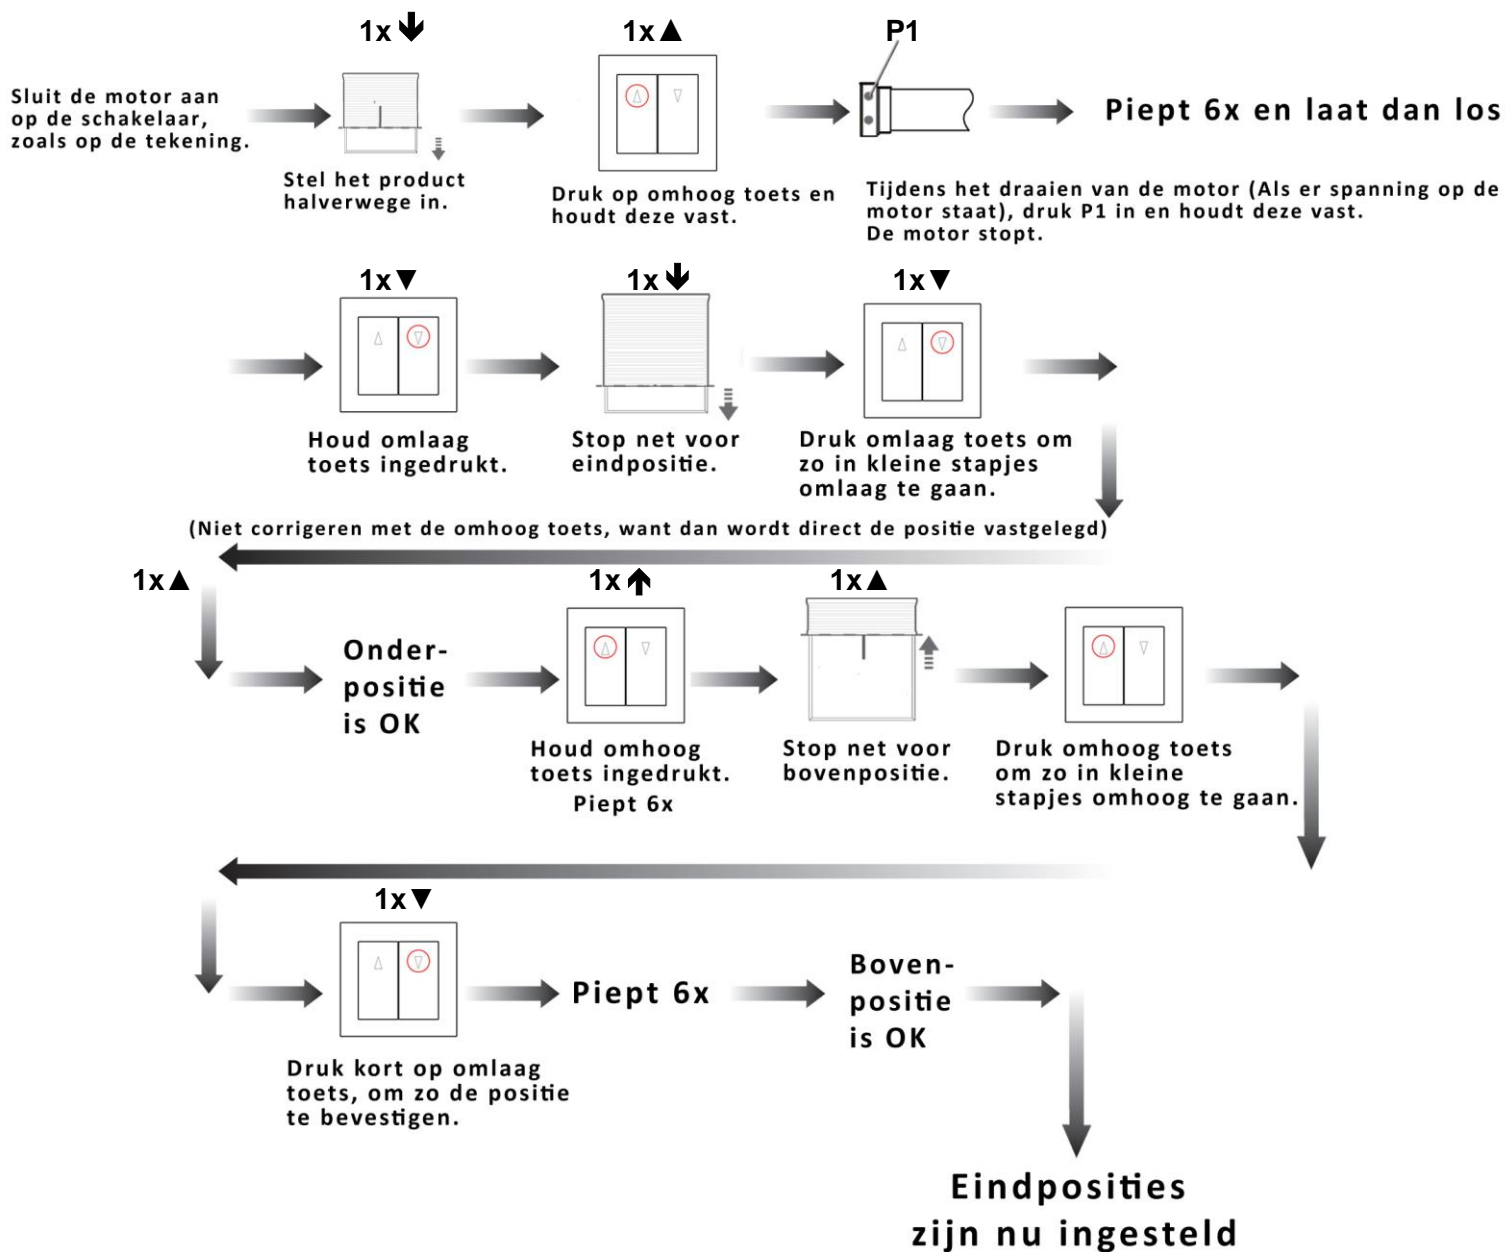 1x 🡫
1x ▲
P1
Sluit de motor aan
op de schakelaar,
zoals op de tekening.
Stel het product
halverwege in.
Druk op omhoog toets en
houdt deze vast.
Piept 6x en laat dan los
Tijdens het draaien van de motor (Als er spanning op de
motor staat), druk P1 in en houdt deze vast.
De motor stopt.
1x ▼
1x 🡫
1x ▼
Houd omlaag
toets ingedrukt.
Stop net voor
eindpositie.
Druk omlaag toets om
zo in kleine stapjes
omlaag te gaan.
(Niet corrigeren met de omhoog toets, want dan wordt direct de positie vastgelegd)
1x ▲
1x 🡩
1x ▲
Onder-
positie
is OK
Houd omhoog
toets ingedrukt.
Piept 6x
Stop net voor
bovenpositie.
Druk omhoog toets
om zo in kleine
stapjes omhoog te gaan.
1x ▼
Druk kort op omlaag
toets, om zo de positie
te bevestigen.
Piept 6x
Boven-
positie
is OK
Eindposities
zijn nu ingesteld